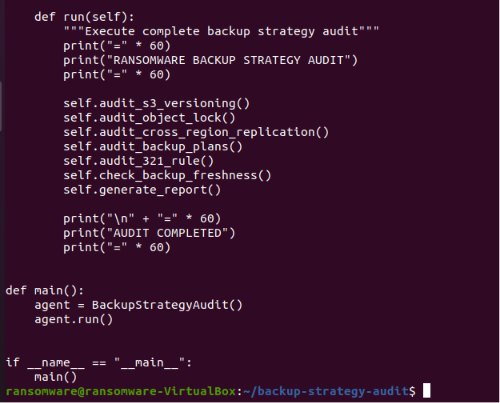 def run(self):
"""Execute complete backup strategy audit"""
print("=" * 60)
print("RANSOMWARE BACKUP STRATEGY AUDIT")
print("=" * 60)
self.audit_s3_versioning()
self.audit_object_lock()
self.audit_cross_region_replication()
self.audit_backup_plans()
self.audit_321_rule()
self.check_backup_freshness()
self.generate_report()
print("\n" + "=" * 60)
print("AUDIT COMPLETED")
print("=" * 60)
def main():
agent = BackupStrategyAudit()
agent.run()
if __name__ == "__main__":
main()
ransomware@ransomware-VirtualBox:~/backup-strategy-audit$